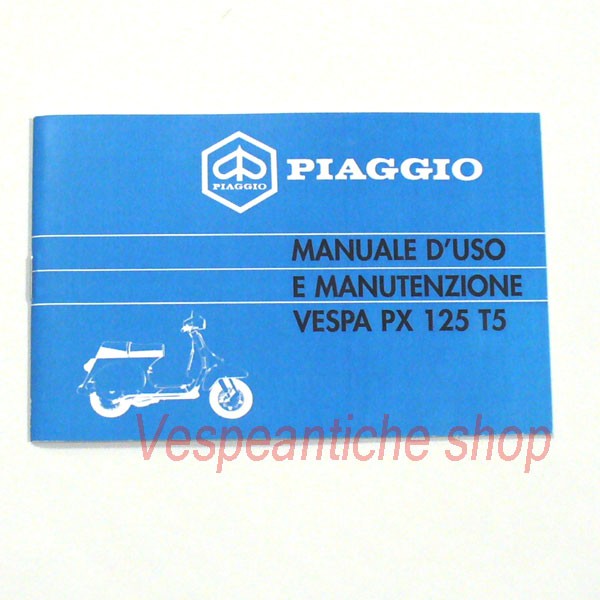 PIAGGIO
PIAGGIO
MANUALE D'USO
E MANUTENZIONE
VESPA PX 125 T5
Vespeantiche shop